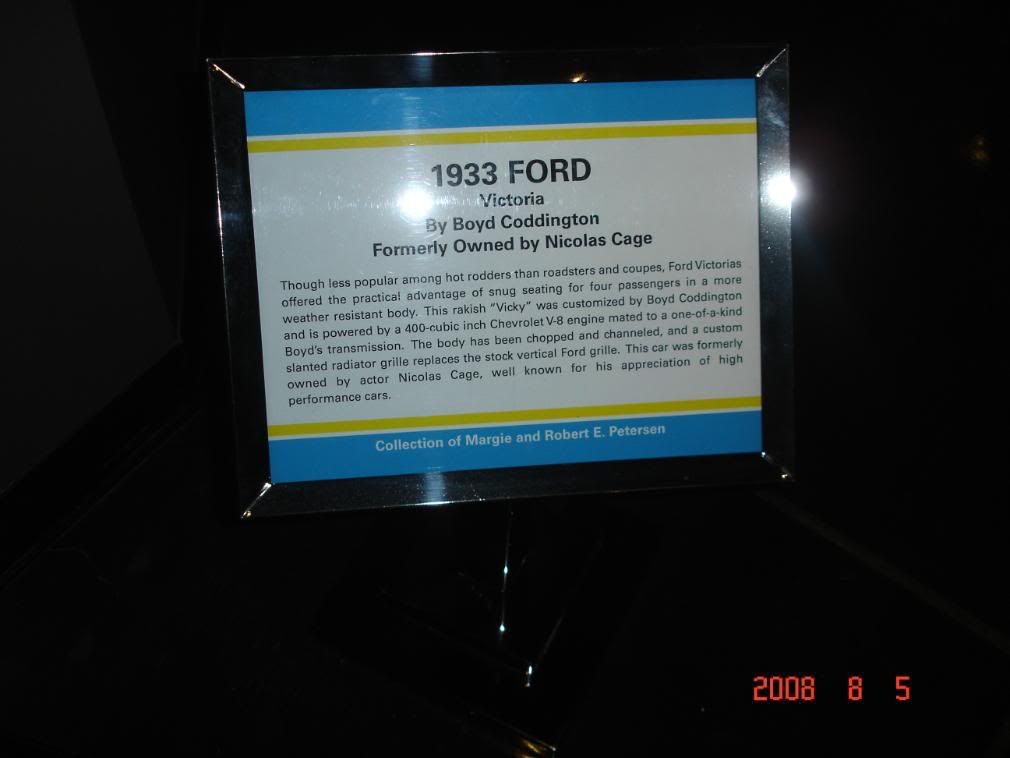 1933 FORD
Victoria
By Boyd Coddington
Formerly Owned by Nicolas Cage
Though less popular among hot rodders than roadsters and coupes, Ford Victorias
offered the practical advantage of snug seating for four passengers in a more
weather resistant body. This rakish "Vicky" was customized by Boyd Coddington
and is powered by a 400-cubic inch Chevrolet V-8 engine mated to a one-of-a-kind
Boyd's transmission. The body has been chopped and channeled, and a custom
slanted radiator grille replaces the stock vertical Ford grille. This car was formerly
owned by actor Nicolas Cage, well known for his appreciation of high
performance cars.
Collection of Margie and Robert E. Petersen
2008 8 5